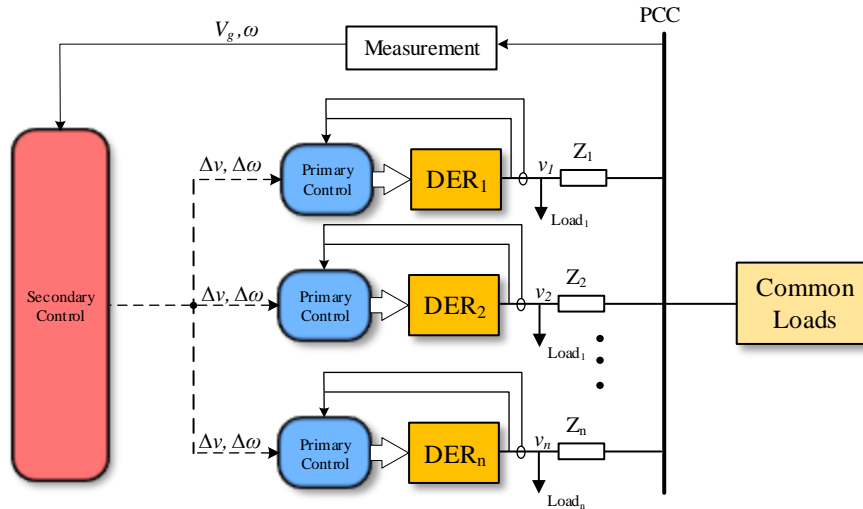 PCC
V_g, ω
Measurement
Δv, Δω
Primary
Control
DER₁
v₁
Z₁
Load₁
Secondary
Control
Δv, Δω
Primary
Control
DER₂
v₂
Z₂
Load₁
Common
Loads
Δv, Δω
Primary
Control
DERₙ
vₙ
Zₙ
Loadₙ